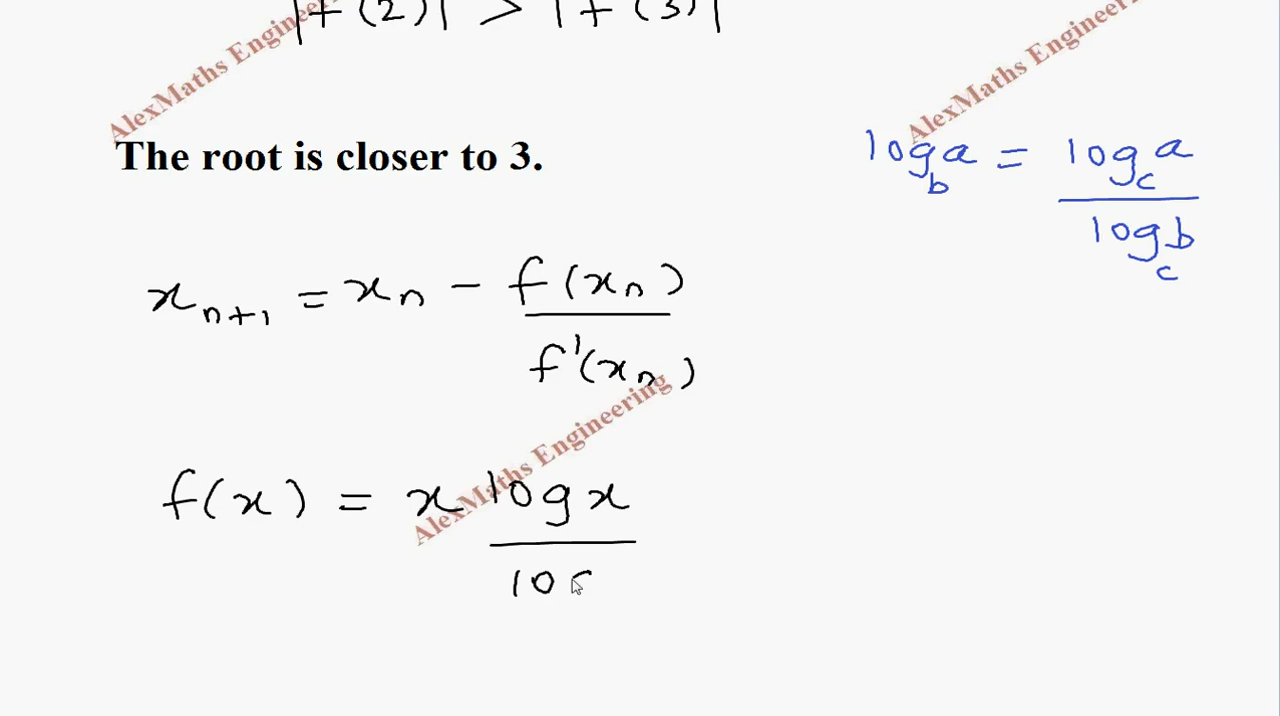 |f(2)| > |f(3)|
AlexMaths Engineering
AlexMaths Engineering
The root is closer to 3.
log_b a = log_c a / log_c b
x_{n+1} = x_n - f(x_n) / f'(x_n)
AlexMaths Engineering
f(x) = x log x
10